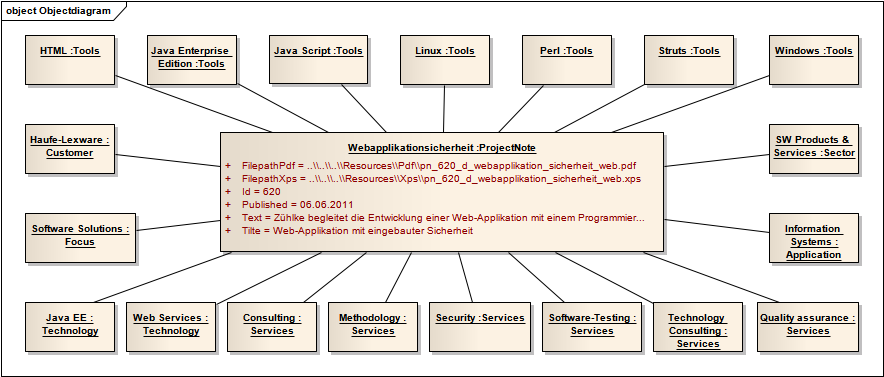 object Objectdiagram
HTML :Tools
Java Enterprise
Edition :Tools
Java Script :Tools
Linux :Tools
Perl :Tools
Struts :Tools
Windows :Tools
Haufe-Lexware :
Customer
Webapplikationsicherheit :ProjectNote
+ FilepathPdf = ..\\..\\..\\Resources\\Pdf\\pn_620_d_webapplikation_sicherheit_web.pdf
+ FilepathXps = ..\\..\\..\\Resources\\Xps\\pn_620_d_webapplikation_sicherheit_web.xps
+ Id = 620
+ Published = 06.06.2011
+ Text = Zühlke begleitet die Entwicklung einer Web-Applikation mit einem Programmier...
+ Tilte = Web-Applikation mit eingebauter Sicherheit
SW Products &
Services :Sector
Software Solutions :
Focus
Information
Systems :
Application
Java EE :
Technology
Web Services :
Technology
Consulting :
Services
Methodology :
Services
Security :Services
Software-Testing :
Services
Technology
Consulting :
Services
Quality assurance :
Services